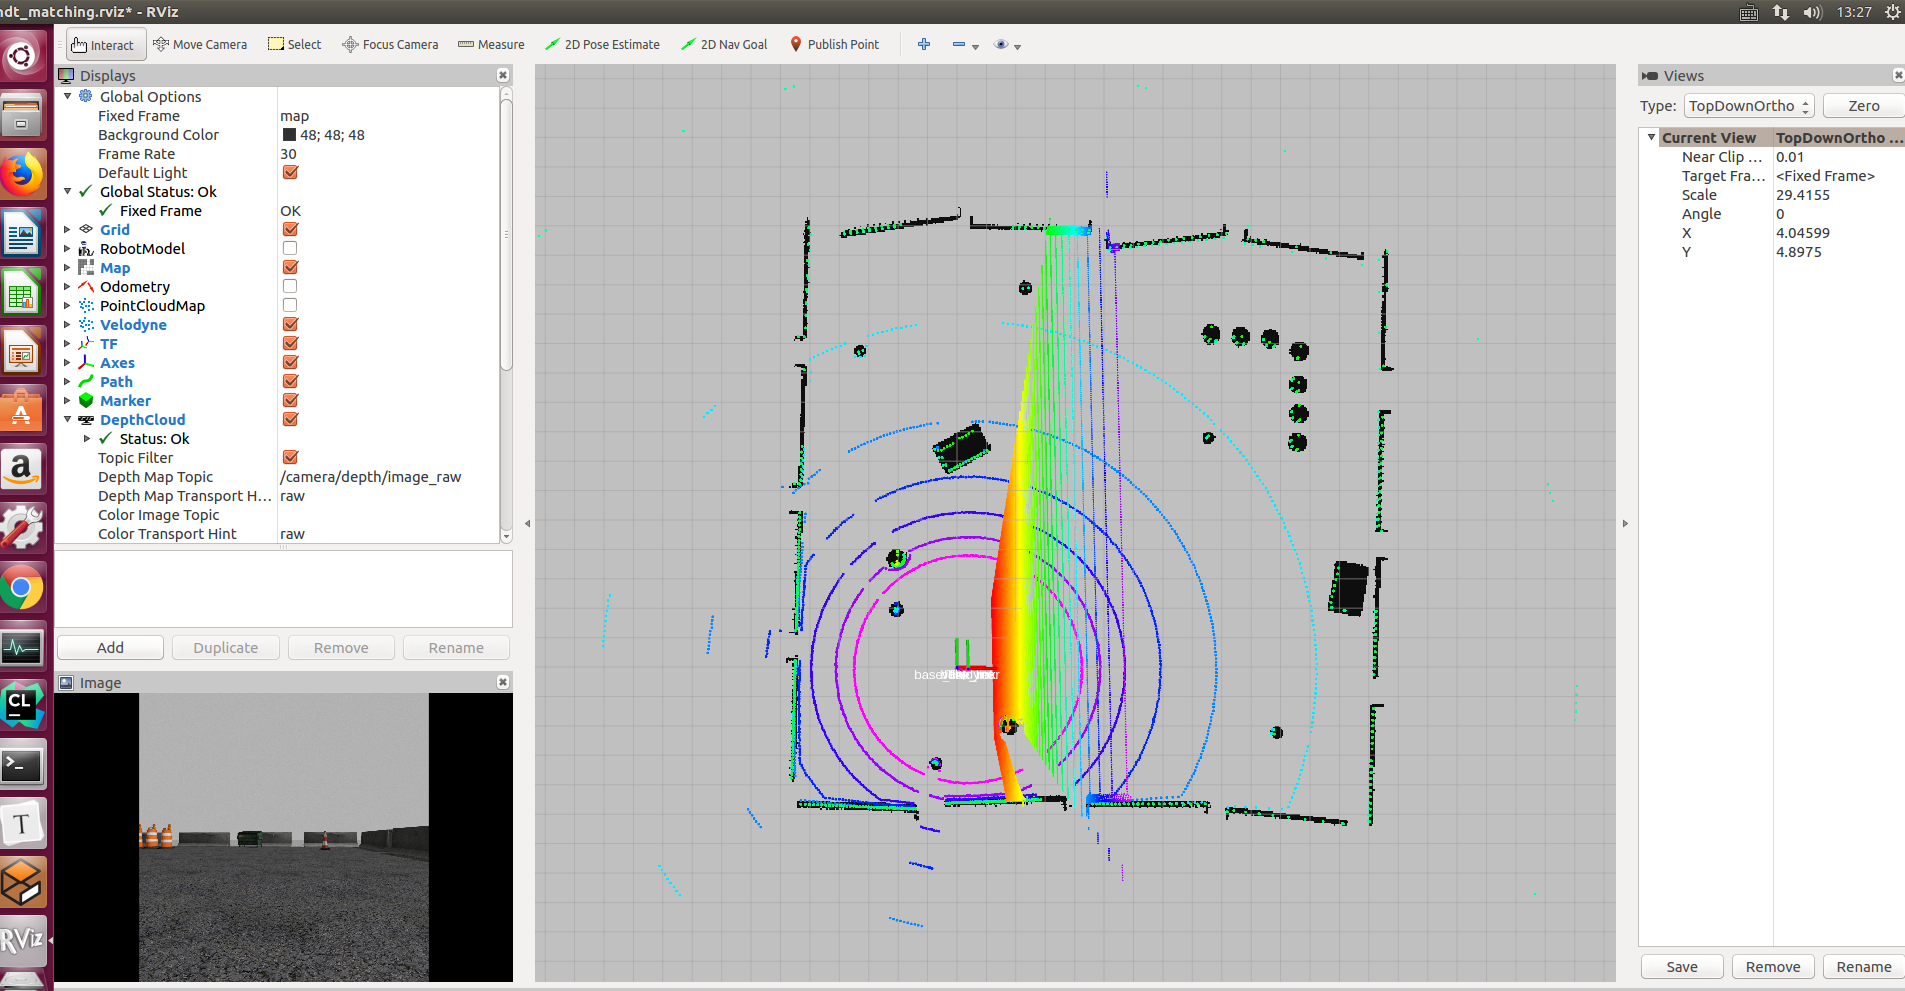 ndt_matching.rviz* - RViz
13:27
Interact Move Camera Select Focus Camera Measure 2D Pose Estimate 2D Nav Goal Publish Point
Displays
Global Options
Fixed Frame map
Background Color 48; 48; 48
Frame Rate 30
Default Light
Global Status: Ok
Fixed Frame OK
Grid
RobotModel
Map
Odometry
PointCloudMap
Velodyne
TF
Axes
Path
Marker
DepthCloud
Status: Ok
Topic Filter
Depth Map Topic /camera/depth/image_raw
Depth Map Transport H... raw
Color Image Topic
Color Transport Hint raw
Add Duplicate Remove Rename
Image
base_
Views
Type: TopDownOrtho Zero
Current View TopDownOrtho ...
Near Clip ... 0.01
Target Fra... <Fixed Frame>
Scale 29.4155
Angle 0
X 4.04599
Y 4.8975
Save Remove Rename
a
CL
>_
T
RViz